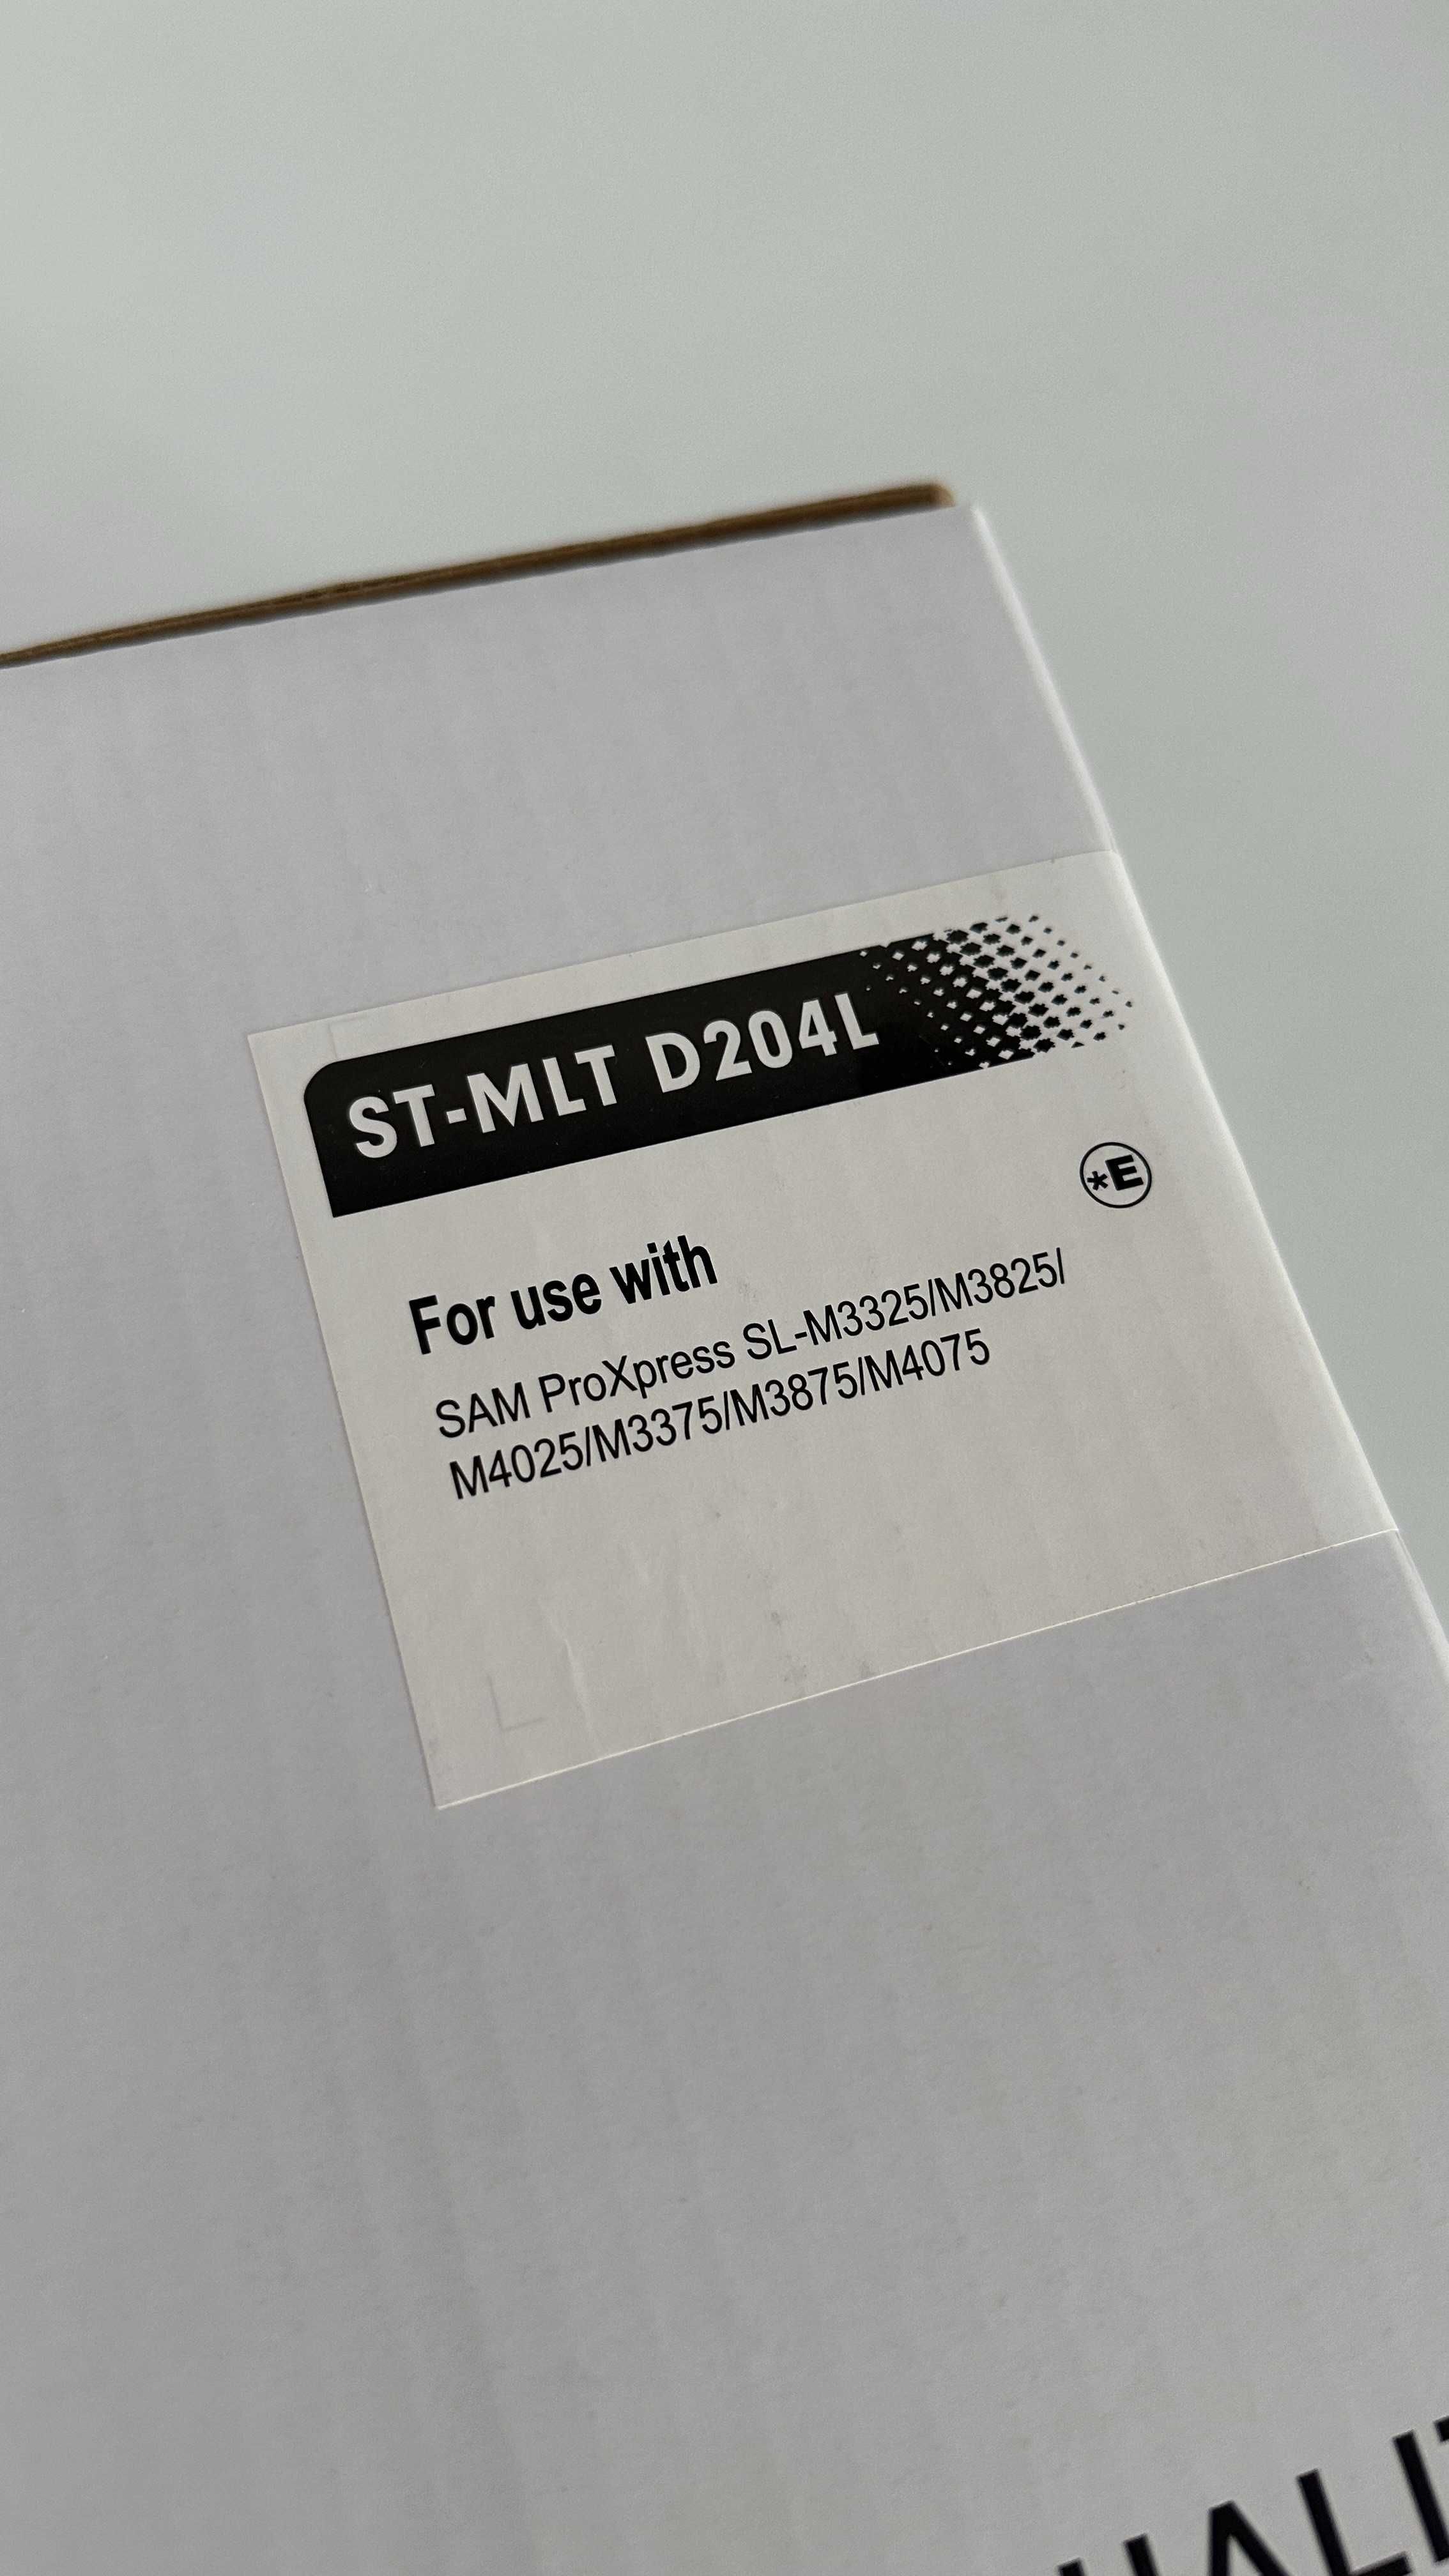 ST-MLT D204L
*E
For use with
SAM ProXpress SL-M3325/M3825/
M4025/M3375/M3875/M4075